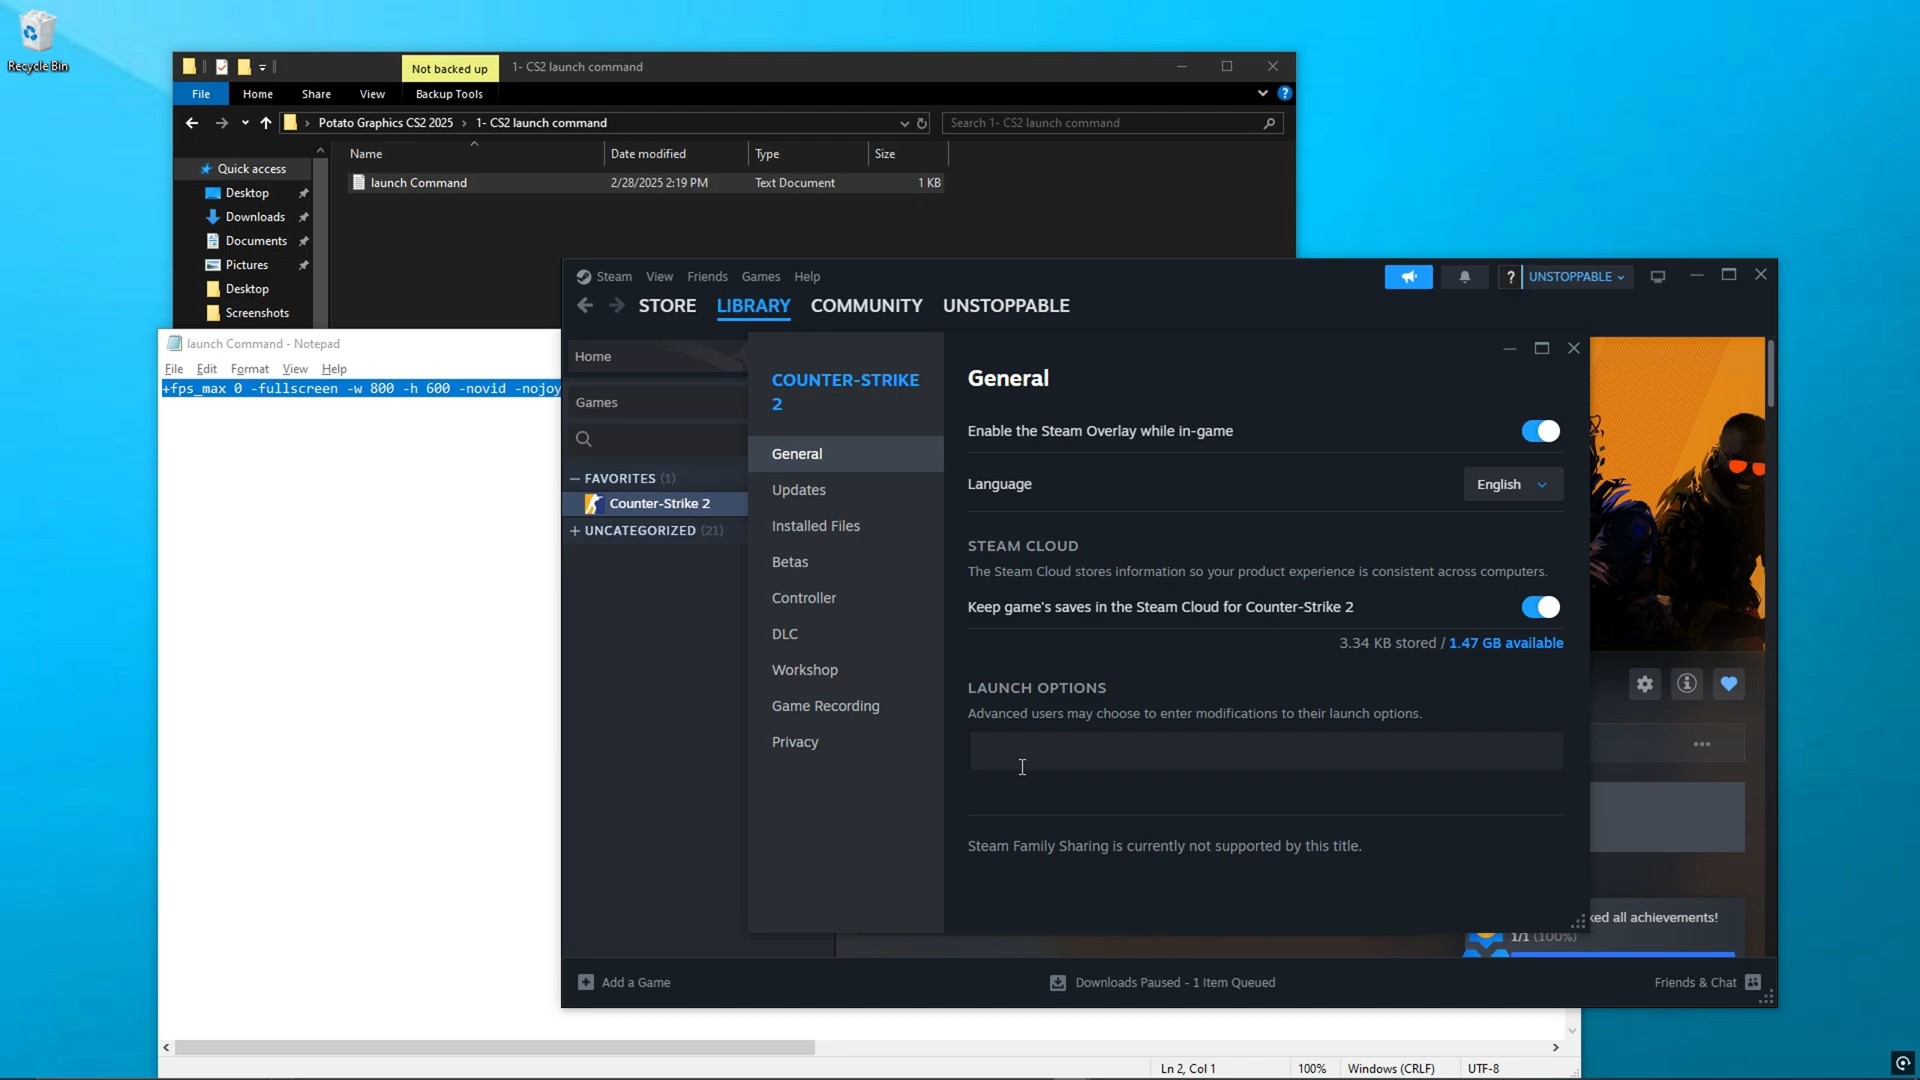 Recycle Bin
Not backed up
1- CS2 launch command
File Home Share View Backup Tools
Potato Graphics CS2 2025 › 1- CS2 launch command
Search 1- CS2 launch command
Name Date modified Type Size
Quick access
launch Command 2/28/2025 2:19 PM Text Document 1 KB
Desktop
Downloads
Documents
Pictures
Desktop
Screenshots
launch Command - Notepad
File Edit Format View Help
+fps_max 0 -fullscreen -w 800 -h 600 -novid -nojoy
Steam View Friends Games Help
? UNSTOPPABLE
STORE LIBRARY COMMUNITY UNSTOPPABLE
Home
Games
– FAVORITES (1)
Counter-Strike 2
+ UNCATEGORIZED (21)
COUNTER-STRIKE
2
General
Updates
Installed Files
Betas
Controller
DLC
Workshop
Game Recording
Privacy
General
Enable the Steam Overlay while in-game
Language English
STEAM CLOUD
The Steam Cloud stores information so your product experience is consistent across computers.
Keep game's saves in the Steam Cloud for Counter-Strike 2
3.34 KB stored / 1.47 GB available
LAUNCH OPTIONS
Advanced users may choose to enter modifications to their launch options.
Steam Family Sharing is currently not supported by this title.
ked all achievements!
1/1 (100%)
Add a Game
Downloads Paused - 1 Item Queued
Friends & Chat
Ln 2, Col 1 100% Windows (CRLF) UTF-8